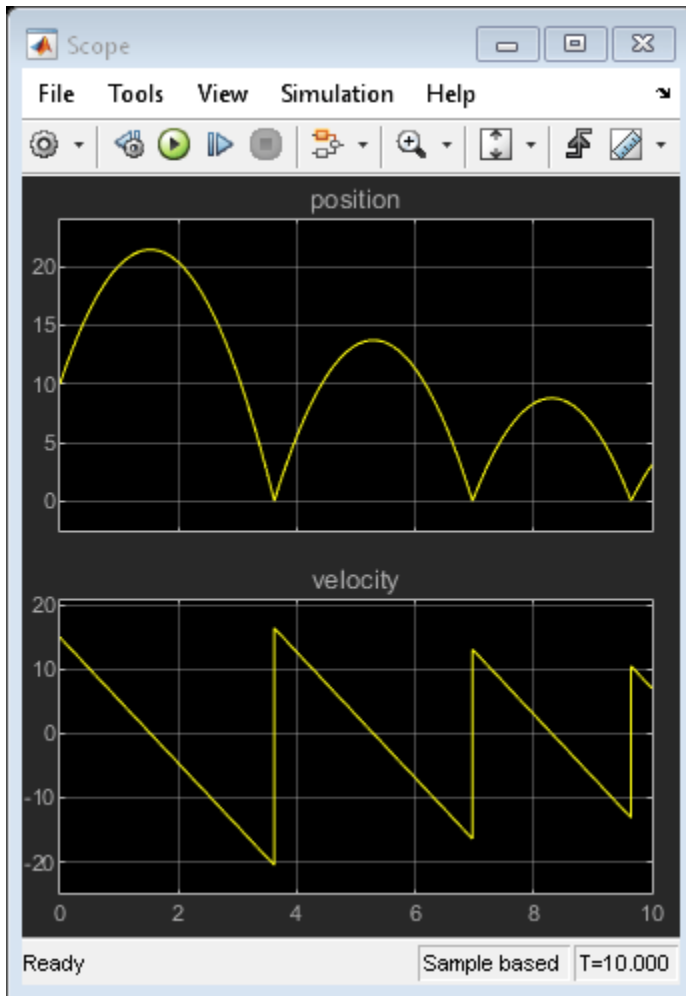 Scope
File Tools View Simulation Help
position
20
15
10
5
0
velocity
20
10
0
-10
-20
0 2 4 6 8 10
Ready Sample based T=10.000